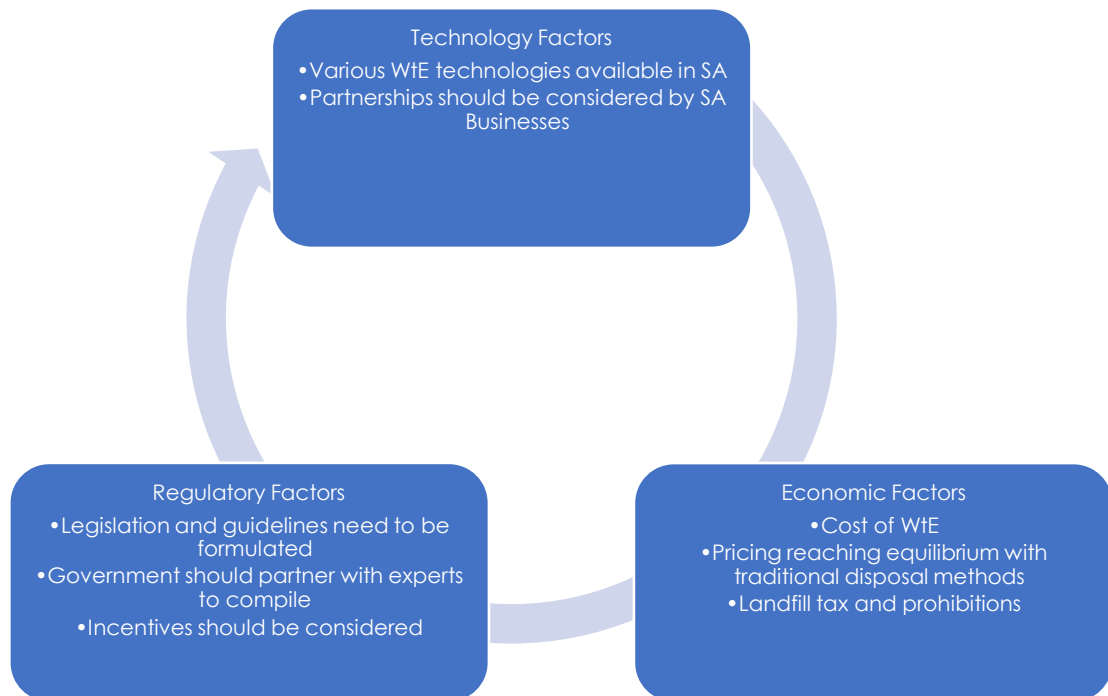 Technology Factors
•Various WtE technologies available in SA
•Partnerships should be considered by SA
Businesses
Regulatory Factors
•Legislation and guidelines need to be
formulated
•Government should partner with experts
to compile
•Incentives should be considered
Economic Factors
•Cost of WtE
•Pricing reaching equilibrium with
traditional disposal methods
•Landfill tax and prohibitions